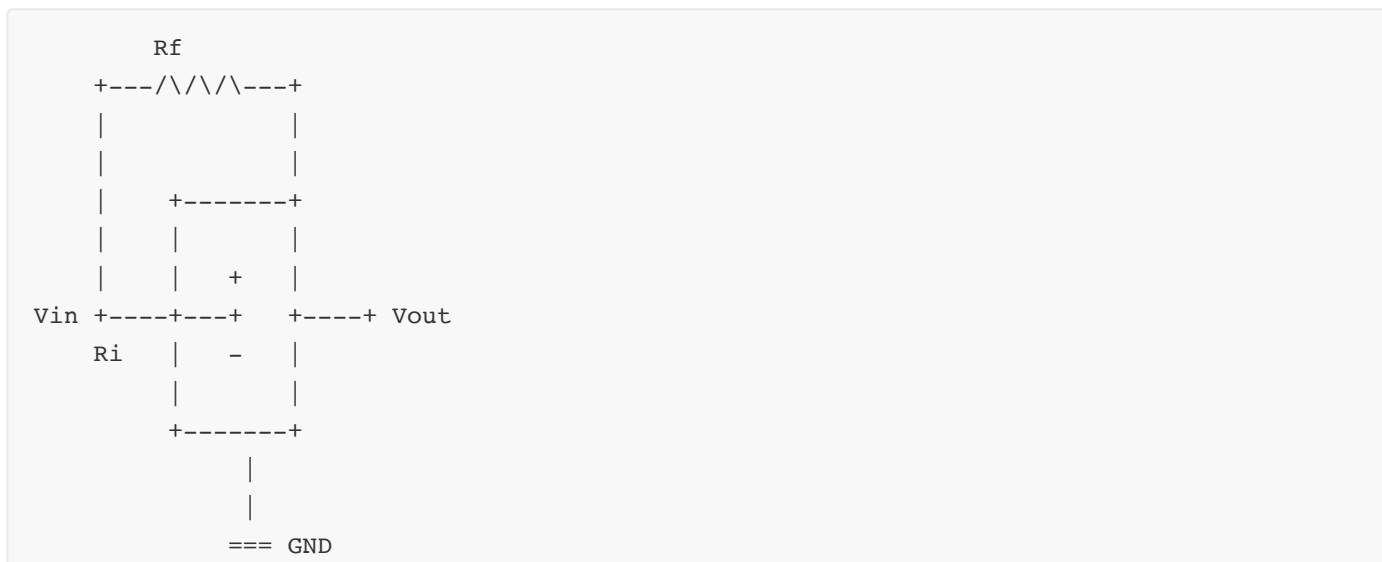 Rf
+---/\/\/\---+
|            |
|            |
|    +-------+
|    |       |
|    |   +   |
Vin +----+---+   +----+ Vout
Ri   |   -   |
|       |
+-------+
|
|
=== GND